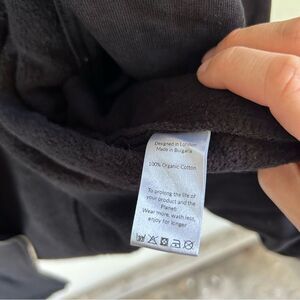 Designed in London
Made in Bulgaria
100% Organic Cotton
To prolong the life of
your product and the
Planet:
Wear more, wash less,
enjoy for longer